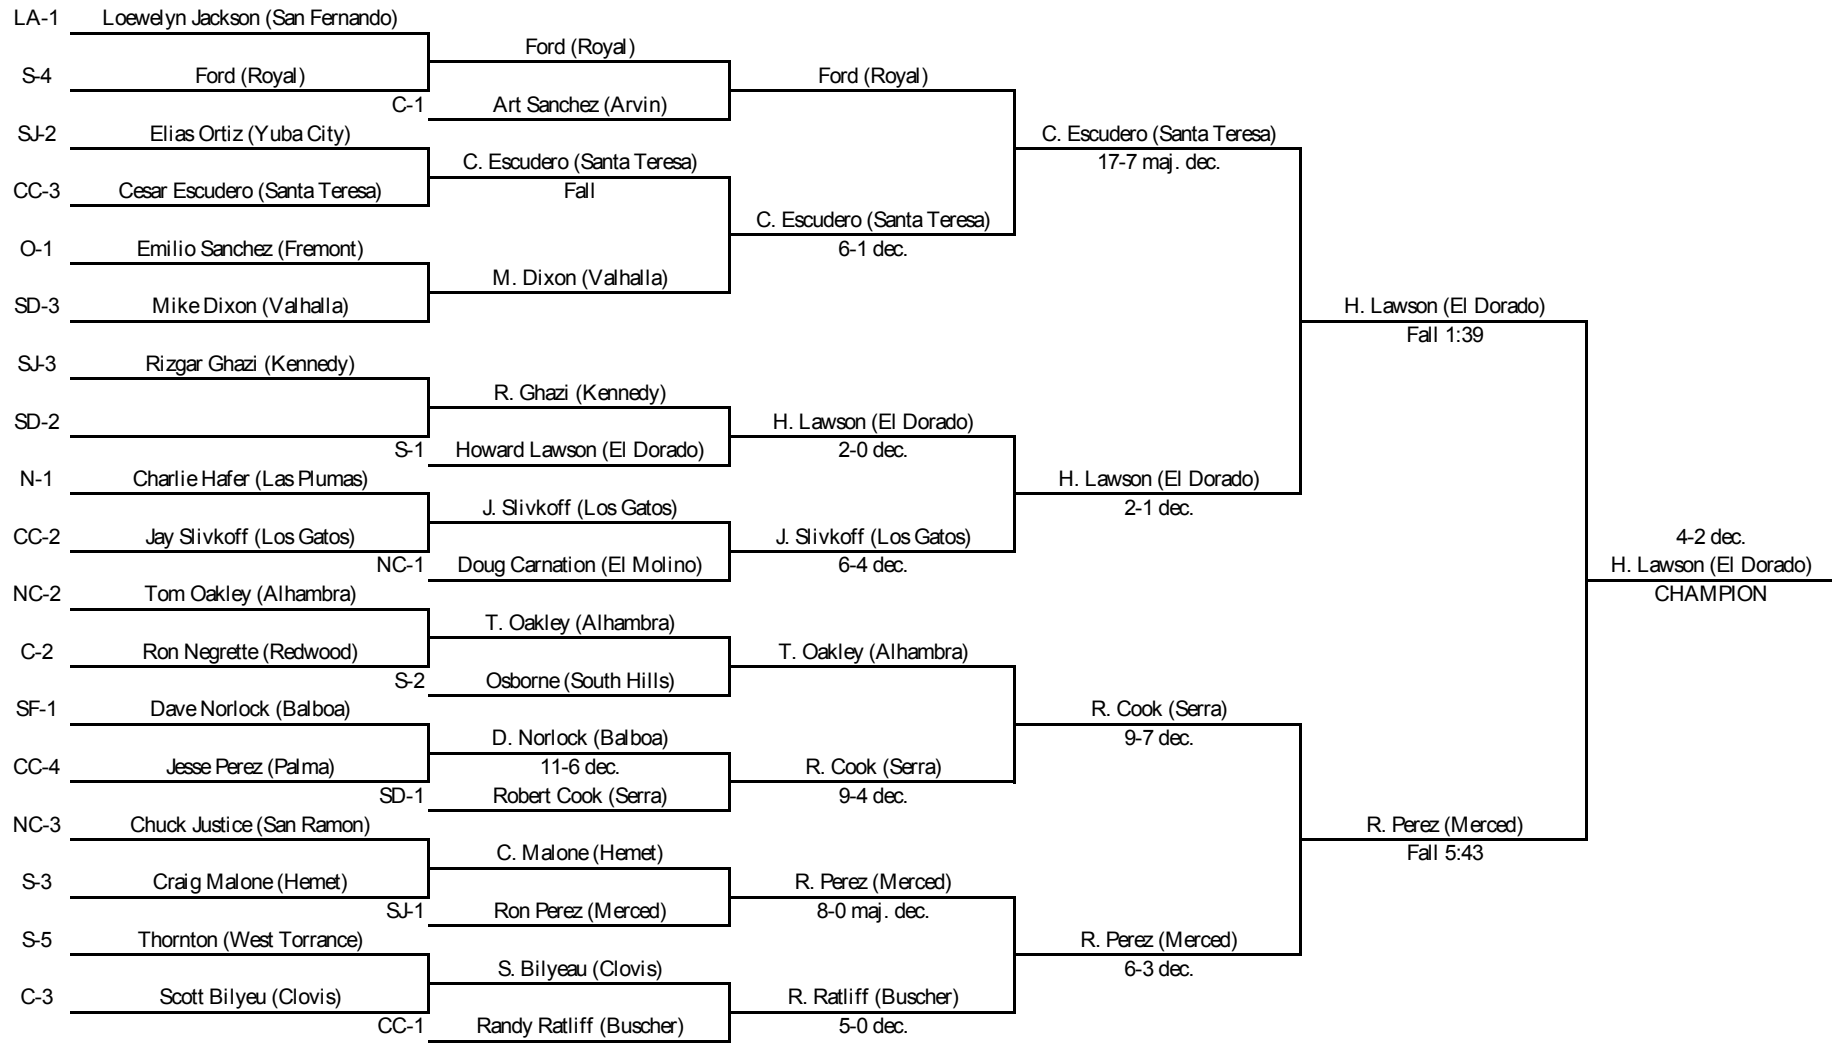 LA-1 Loewelyn Jackson (San Fernando)
Ford (Royal)
S-4 Ford (Royal) Ford (Royal)
C-1 Art Sanchez (Arvin)
SJ-2 Elias Ortiz (Yuba City) C. Escudero (Santa Teresa)
C. Escudero (Santa Teresa) 17-7 maj. dec.
CC-3 Cesar Escudero (Santa Teresa) Fall
C. Escudero (Santa Teresa)
O-1 Emilio Sanchez (Fremont) 6-1 dec.
M. Dixon (Valhalla)
SD-3 Mike Dixon (Valhalla) H. Lawson (El Dorado)
Fall 1:39
SJ-3 Rizgar Ghazi (Kennedy)
R. Ghazi (Kennedy)
SD-2 H. Lawson (El Dorado)
S-1 Howard Lawson (El Dorado) 2-0 dec.
N-1 Charlie Hafer (Las Plumas) H. Lawson (El Dorado)
J. Slivkoff (Los Gatos) 2-1 dec.
CC-2 Jay Slivkoff (Los Gatos) J. Slivkoff (Los Gatos) 4-2 dec.
NC-1 Doug Carnation (El Molino) 6-4 dec. H. Lawson (El Dorado)
NC-2 Tom Oakley (Alhambra) CHAMPION
T. Oakley (Alhambra)
C-2 Ron Negrette (Redwood) T. Oakley (Alhambra)
S-2 Osborne (South Hills)
SF-1 Dave Norlock (Balboa) R. Cook (Serra)
D. Norlock (Balboa) 9-7 dec.
CC-4 Jesse Perez (Palma) 11-6 dec. R. Cook (Serra)
SD-1 Robert Cook (Serra) 9-4 dec.
NC-3 Chuck Justice (San Ramon) R. Perez (Merced)
C. Malone (Hemet) Fall 5:43
S-3 Craig Malone (Hemet) R. Perez (Merced)
SJ-1 Ron Perez (Merced) 8-0 maj. dec.
S-5 Thornton (West Torrance) R. Perez (Merced)
S. Bilyeau (Clovis) 6-3 dec.
C-3 Scott Bilyeu (Clovis) R. Ratliff (Buscher)
CC-1 Randy Ratliff (Buscher) 5-0 dec.